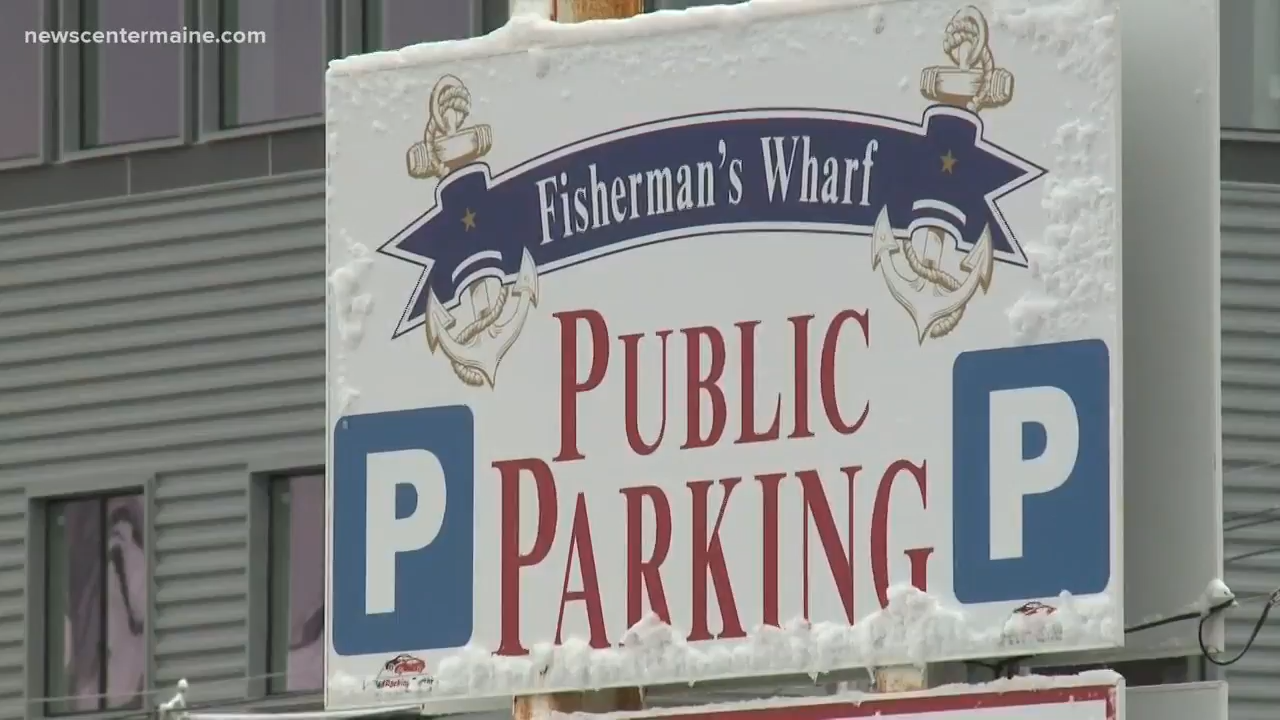 newscentermaine.com
Fisherman's Wharf
PUBLIC
PARKING
P
P